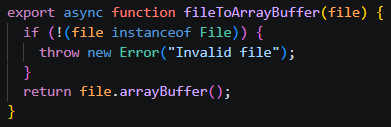 export async function fileToArrayBuffer(file) {
  if (!(file instanceof File)) {
    throw new Error("Invalid file");
  }
  return file.arrayBuffer();
}